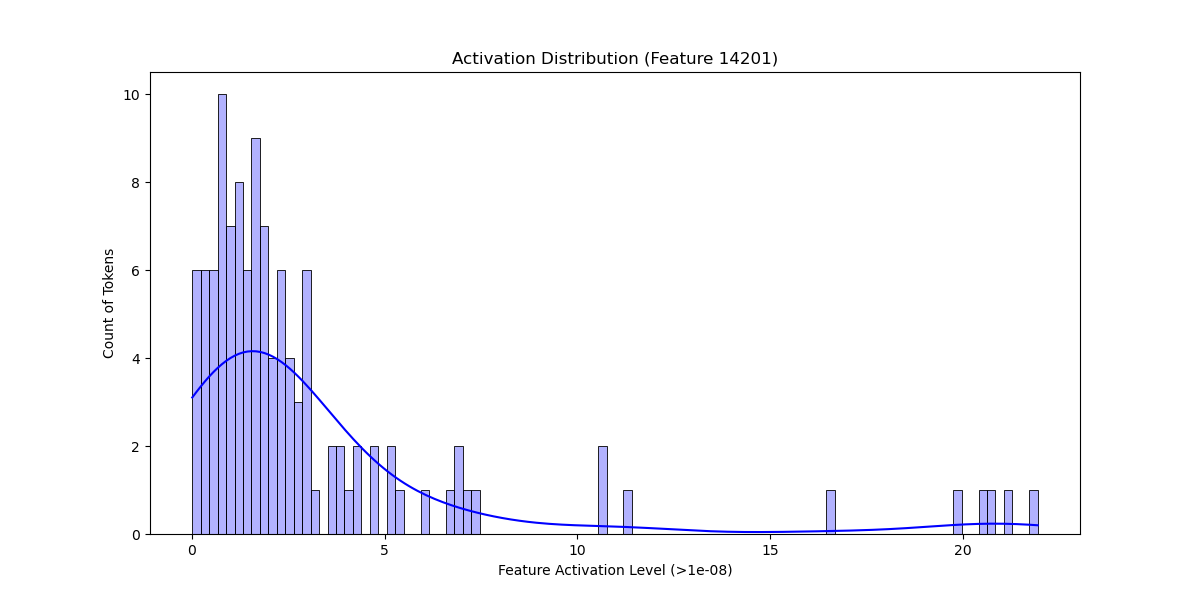 Activation Distribution (Feature 14201)
10
8
6
4
2
0
Count of Tokens
0 5 10 15 20
Feature Activation Level (>1e-08)